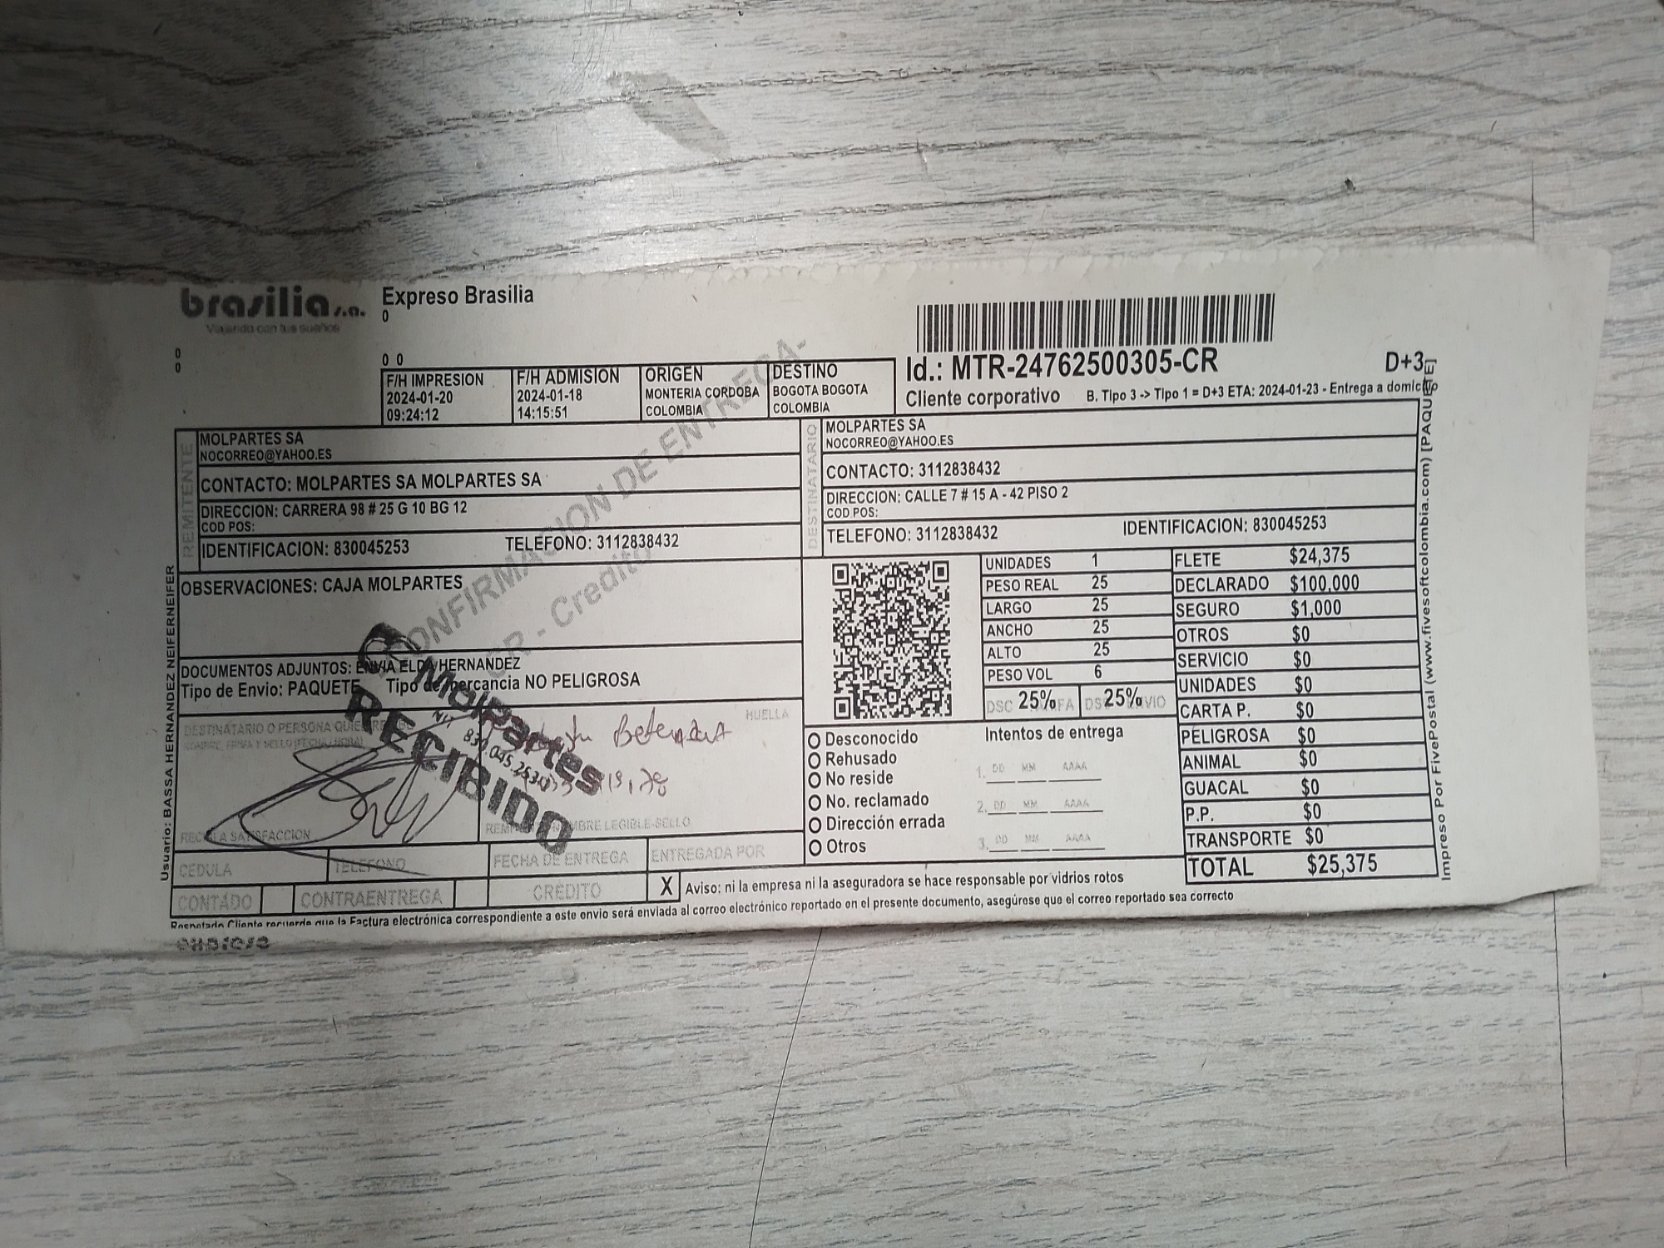 brasilia s.a.
Viajando con tus sueños
Expreso Brasilia
0
0
0
0 0
F/H IMPRESION
2024-01-20
09:24:12
F/H ADMISION
2024-01-18
14:15:51
ORIGEN
MONTERIA CORDOBA
COLOMBIA
DESTINO
BOGOTA BOGOTA
COLOMBIA
Id.: MTR-24762500305-CR
D+3
Cliente corporativo
B. Tipo 3 -> Tipo 1 = D+3 ETA: 2024-01-23 - Entrega a domicilio
REMITENTE
MOLPARTES SA
NOCORREO@YAHOO.ES
CONTACTO: MOLPARTES SA MOLPARTES SA
DIRECCION: CARRERA 98 # 25 G 10 BG 12
COD POS:
IDENTIFICACION: 830045253
TELEFONO: 3112838432
DESTINATARIO
MOLPARTES SA
NOCORREO@YAHOO.ES
CONTACTO: 3112838432
DIRECCION: CALLE 7 # 15 A - 42 PISO 2
COD POS:
TELEFONO: 3112838432
IDENTIFICACION: 830045253
CONFIRMACION DE ENTREGA-
CR - Credito
OBSERVACIONES: CAJA MOLPARTES
DOCUMENTOS ADJUNTOS: ENVIA ELDA HERNANDEZ
Tipo de Envio: PAQUETE
Tipo de mercancia NO PELIGROSA
UNIDADES 1
PESO REAL 25
LARGO 25
ANCHO 25
ALTO 25
PESO VOL 6
DSC 25%
25%
FLETE $24,375
DECLARADO $100,000
SEGURO $1,000
OTROS $0
SERVICIO $0
UNIDADES $0
CARTA P. $0
PELIGROSA $0
ANIMAL $0
GUACAL $0
P.P. $0
TRANSPORTE $0
TOTAL $25,375
DESTINATARIO O PERSONA QUIEN
HUELLA
MolPartes
RECIBIDO
Desconocido
Rehusado
No reside
No. reclamado
Dirección errada
Otros
Intentos de entrega
1. DD MM AAAA
2. DD MM AAAA
3. DD MM AAAA
CEDULA
TELEFONO
FECHA DE ENTREGA
ENTREGADA POR
CONTADO
CONTRAENTREGA
CREDITO
X
Aviso: ni la empresa ni la aseguradora se hace responsable por vidrios rotos
Respetado Cliente recuerde que la Factura electrónica correspondiente a este envio será enviada al correo electrónico reportado en el presente documento, asegúrese que el correo reportado sea correcto
expreso
Usuario: BASSA HERNANDEZ NEIFERNEIFER
Impreso Por FivePostal (www.fivesoftcolombia.com) [PAQUETE]